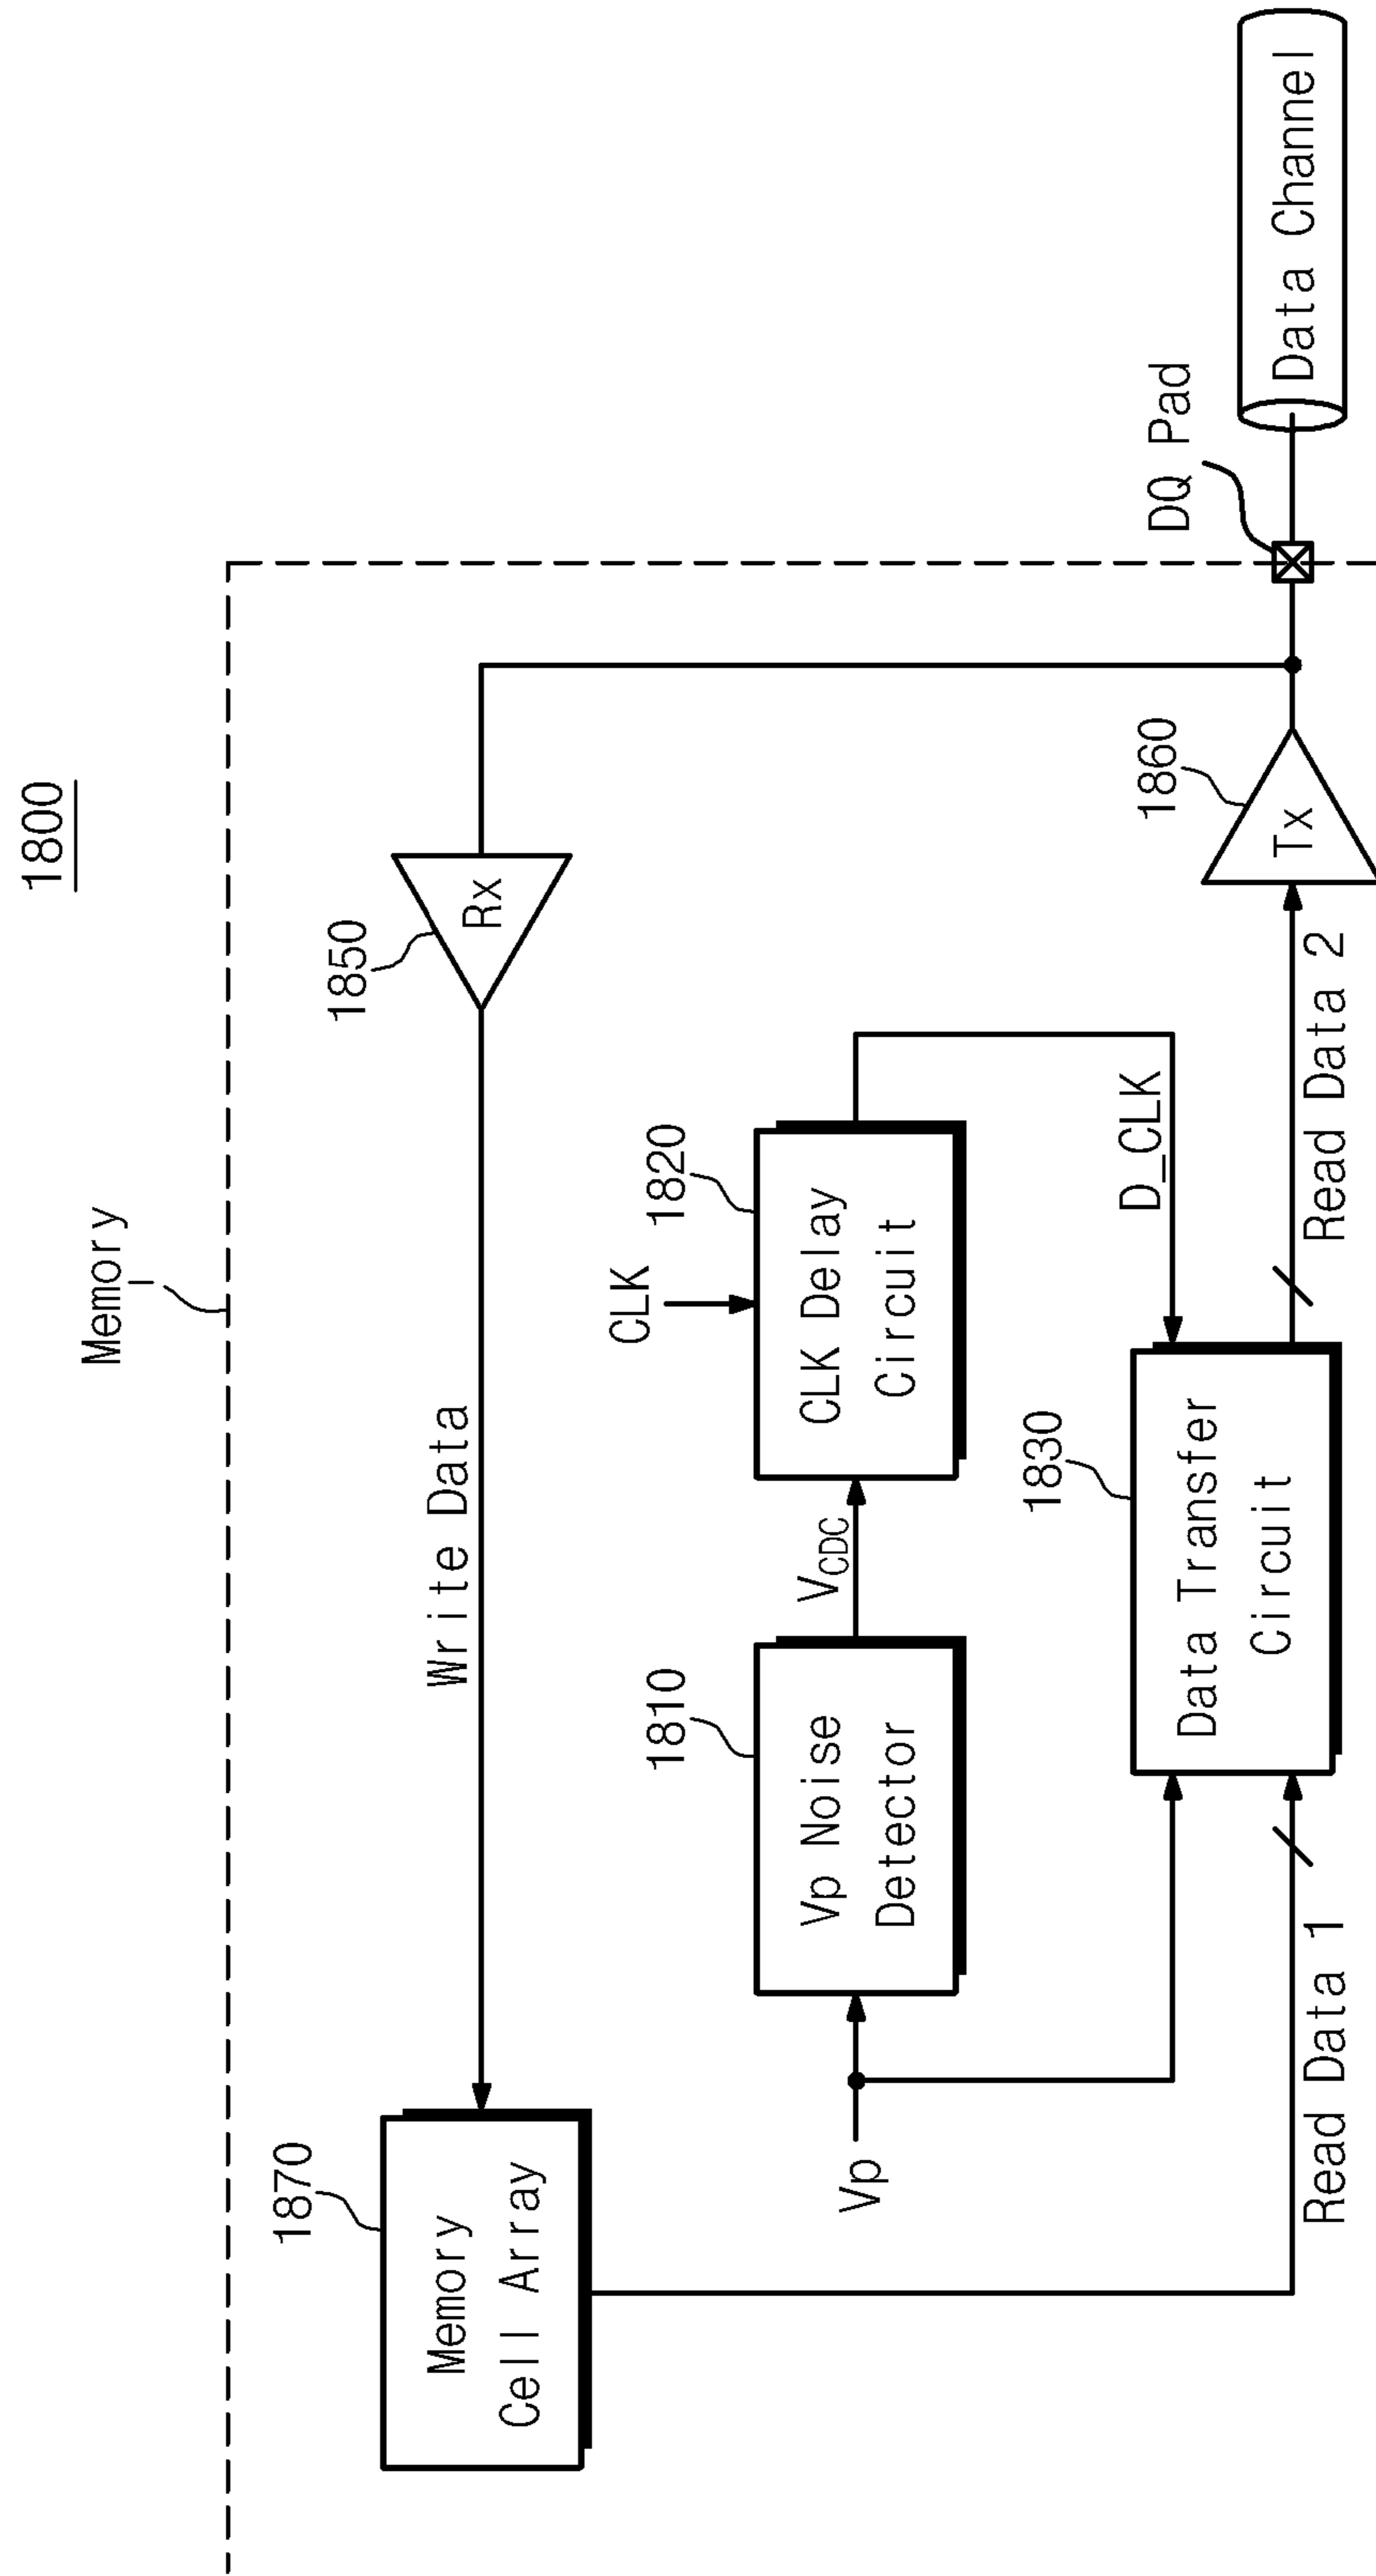 1800
Memory
1870
Memory
Cell Array
Write Data
1850
Rx
1810
Vp Noise
Detector
Vp
VCDC
CLK
1820
CLK Delay
Circuit
D_CLK
1830
Data Transfer
Circuit
Read Data 1
Read Data 2
1860
Tx
DQ Pad
Data Channel